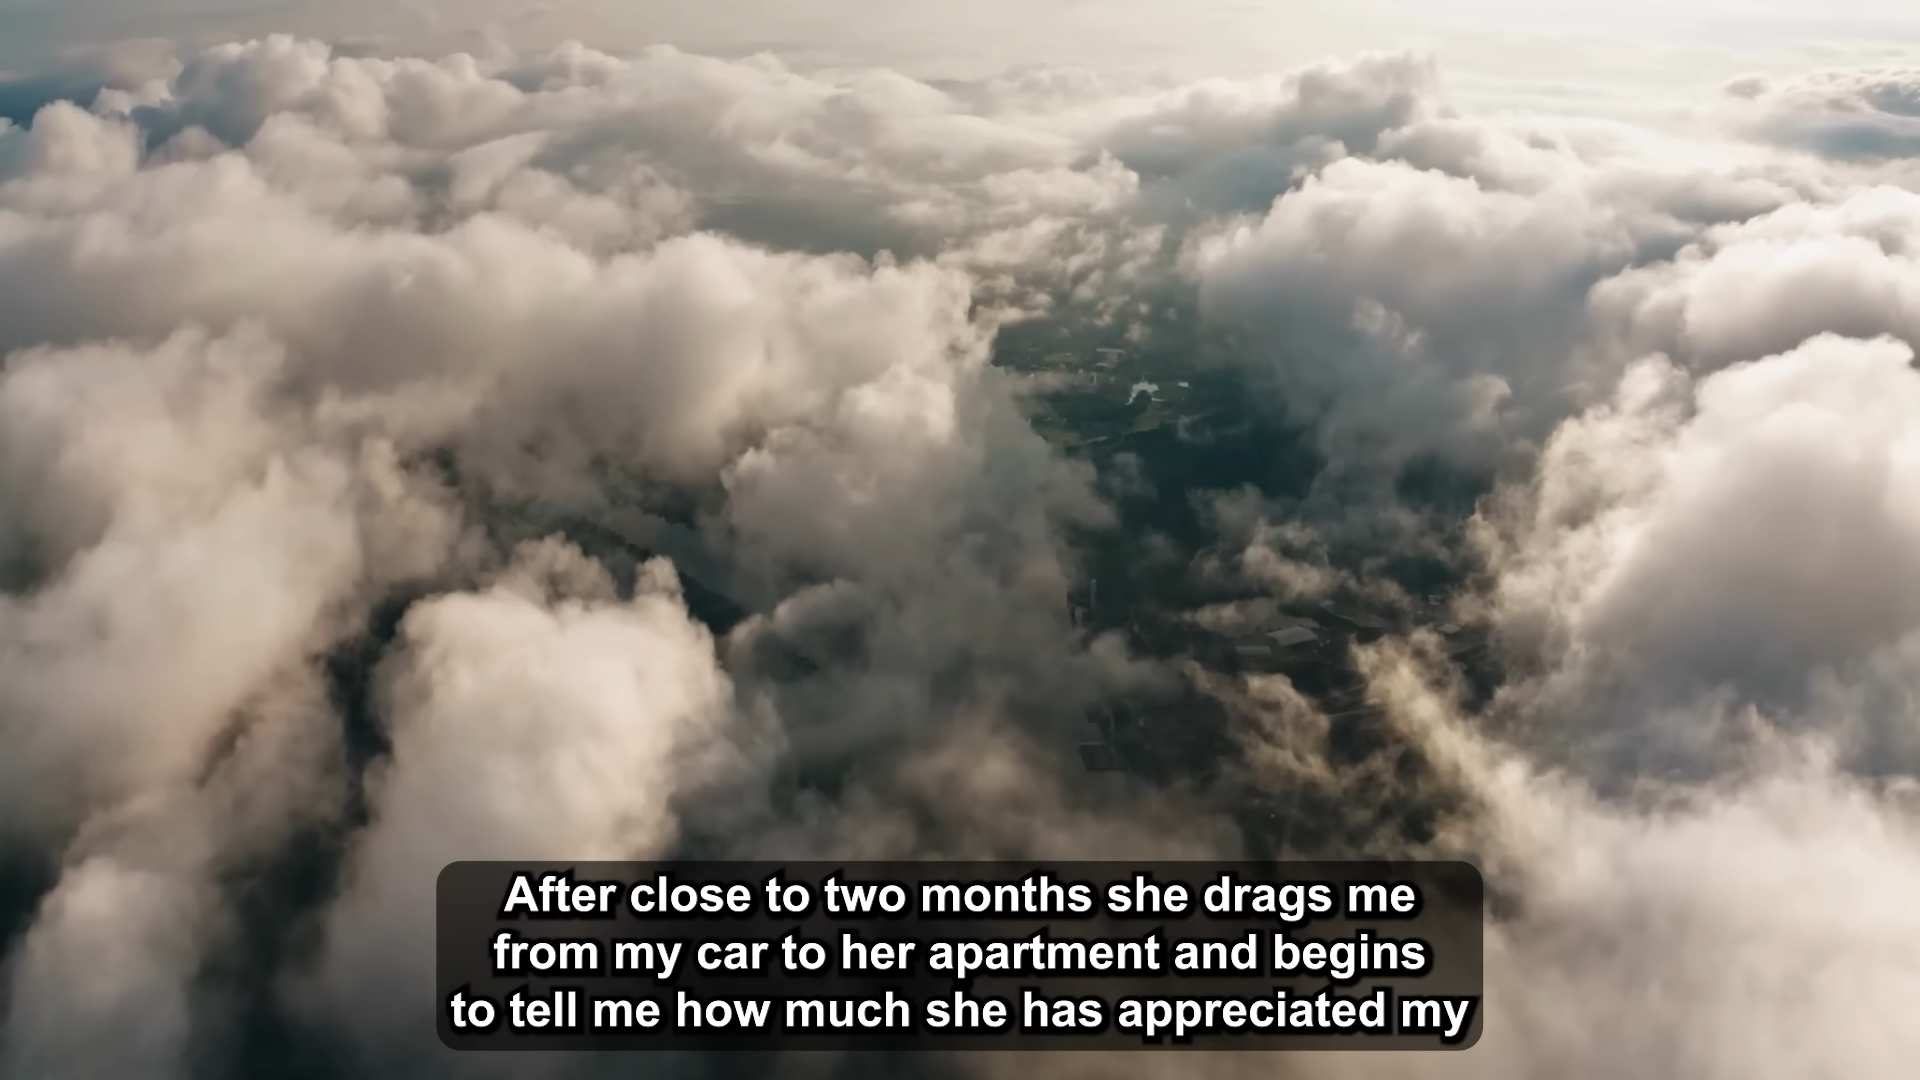 After close to two months she drags me
from my car to her apartment and begins
to tell me how much she has appreciated my